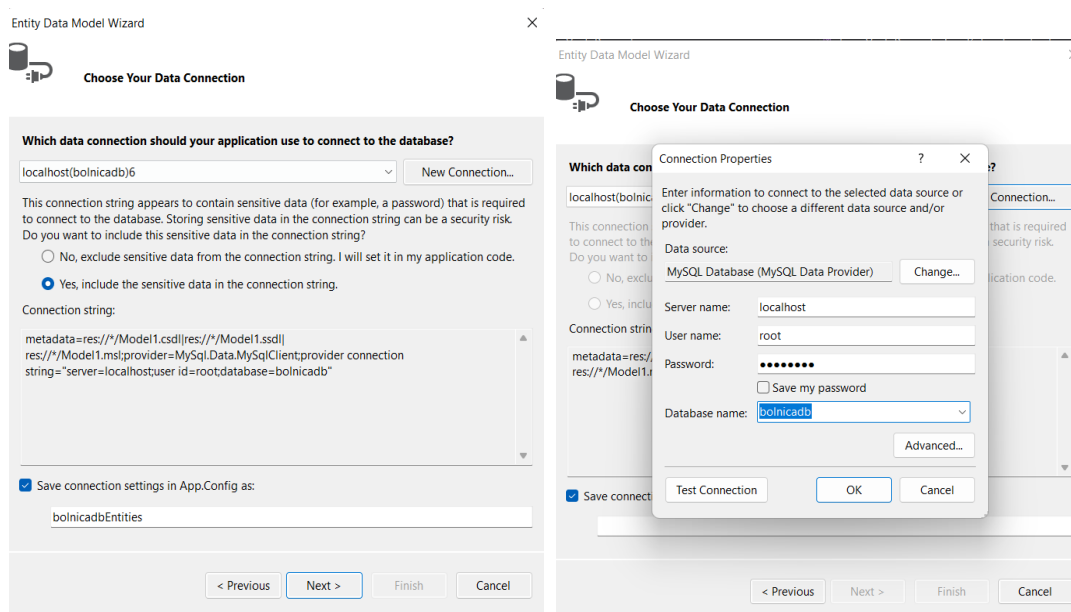 Entity Data Model Wizard
Choose Your Data Connection
Which data connection should your application use to connect to the database?
localhost(bolnicadb)6
New Connection...
This connection string appears to contain sensitive data (for example, a password) that is required
to connect to the database. Storing sensitive data in the connection string can be a security risk.
Do you want to include this sensitive data in the connection string?
No, exclude sensitive data from the connection string. I will set it in my application code.
Yes, include the sensitive data in the connection string.
Connection string:
metadata=res://*/Model1.csdl|res://*/Model1.ssdl|
res://*/Model1.msl;provider=MySql.Data.MySqlClient;provider connection
string="server=localhost;user id=root;database=bolnicadb"
Save connection settings in App.Config as:
bolnicadbEntities
< Previous
Next >
Finish
Cancel
Entity Data Model Wizard
Choose Your Data Connection
Which data con
e?
localhost(bolnica
Connection...
This connection
that is required
to connect to the
security risk.
Do you want to
No, exclu
ication code.
Yes, inclu
Connection strin
metadata=res:/
res://*/Model1.r
Save connect
< Previous
Next >
Finish
Cancel
Connection Properties
?
Enter information to connect to the selected data source or
click "Change" to choose a different data source and/or
provider.
Data source:
MySQL Database (MySQL Data Provider)
Change...
Server name:
localhost
User name:
root
Password:
●●●●●●●●
Save my password
Database name:
bolnicadb
Advanced...
Test Connection
OK
Cancel